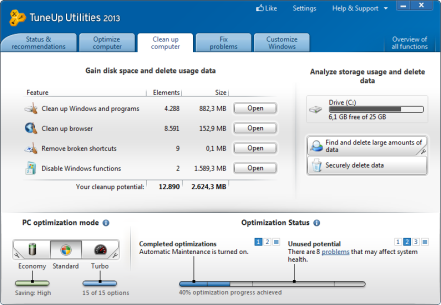 TuneUp Utilities 2013
Like Settings Help & Support
Status & recommendations
Optimize computer
Clean up computer
Fix problems
Customize Windows
Overview of all functions
Gain disk space and delete usage data
Feature Elements: Size:
Clean up Windows and programs 4.288 882,3 MB Open
Clean up browser 8.591 152,9 MB Open
Remove broken shortcuts 9 0,1 MB Open
Disable Windows functions 2 1.589,3 MB Open
Your cleanup potential: 12.890 2.624,3 MB
Analyze storage usage and delete
data
Drive (C:)
6,1 GB free of 25 GB
Find and delete large amounts of
data
Securely delete data
PC optimization mode
Economy Standard Turbo
Saving: High 15 of 15 options
Optimization Status
Completed optimizations 1 2
Automatic Maintenance is turned on.
Unused potential 1 2 3
There are 8 problems that may affect system
health.
40% optimization progress achieved